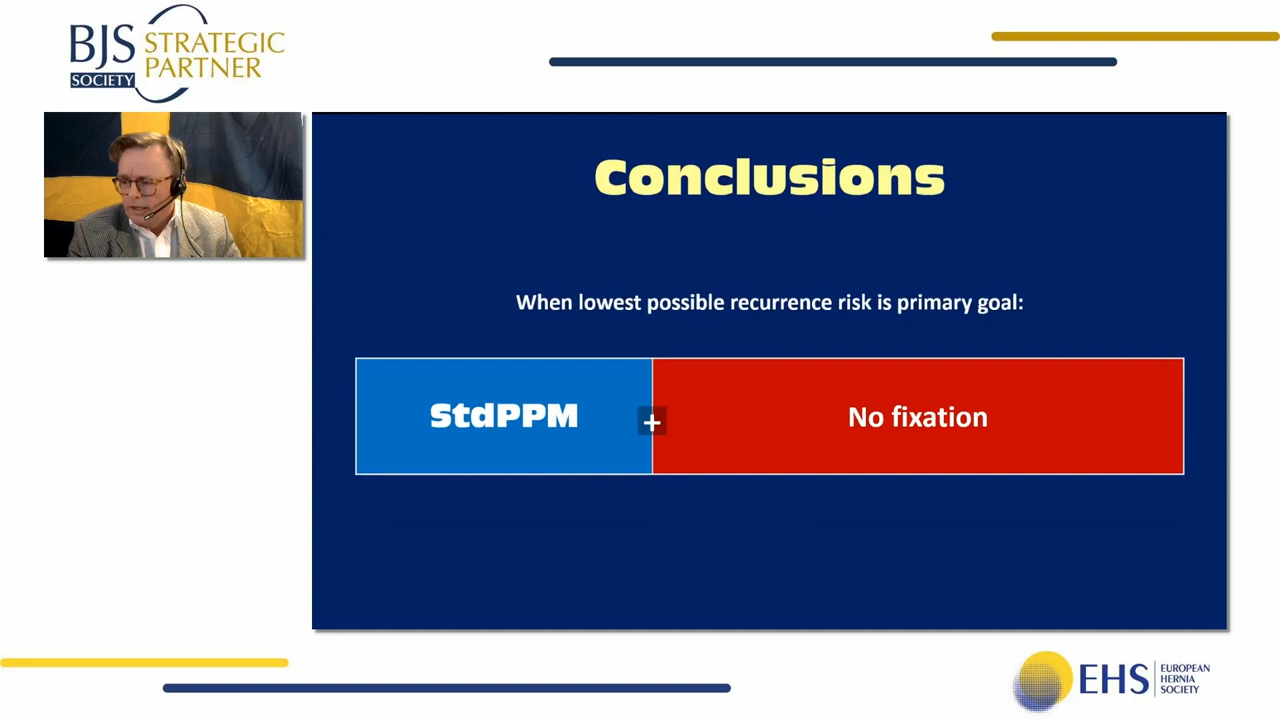 BJS STRATEGIC
SOCIETY PARTNER
Conclusions
When lowest possible recurrence risk is primary goal:
StdPPM + No fixation
EHS
EUROPEAN
HERNIA
SOCIETY